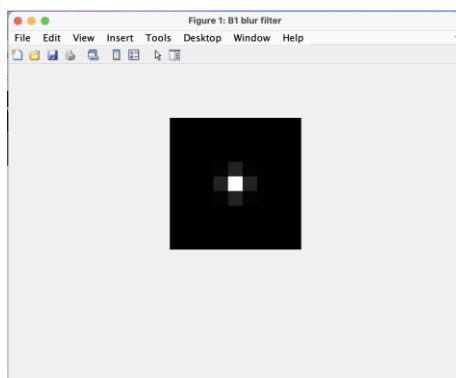 Figure 1: B1 blur filter
File Edit View Insert Tools Desktop Window Help